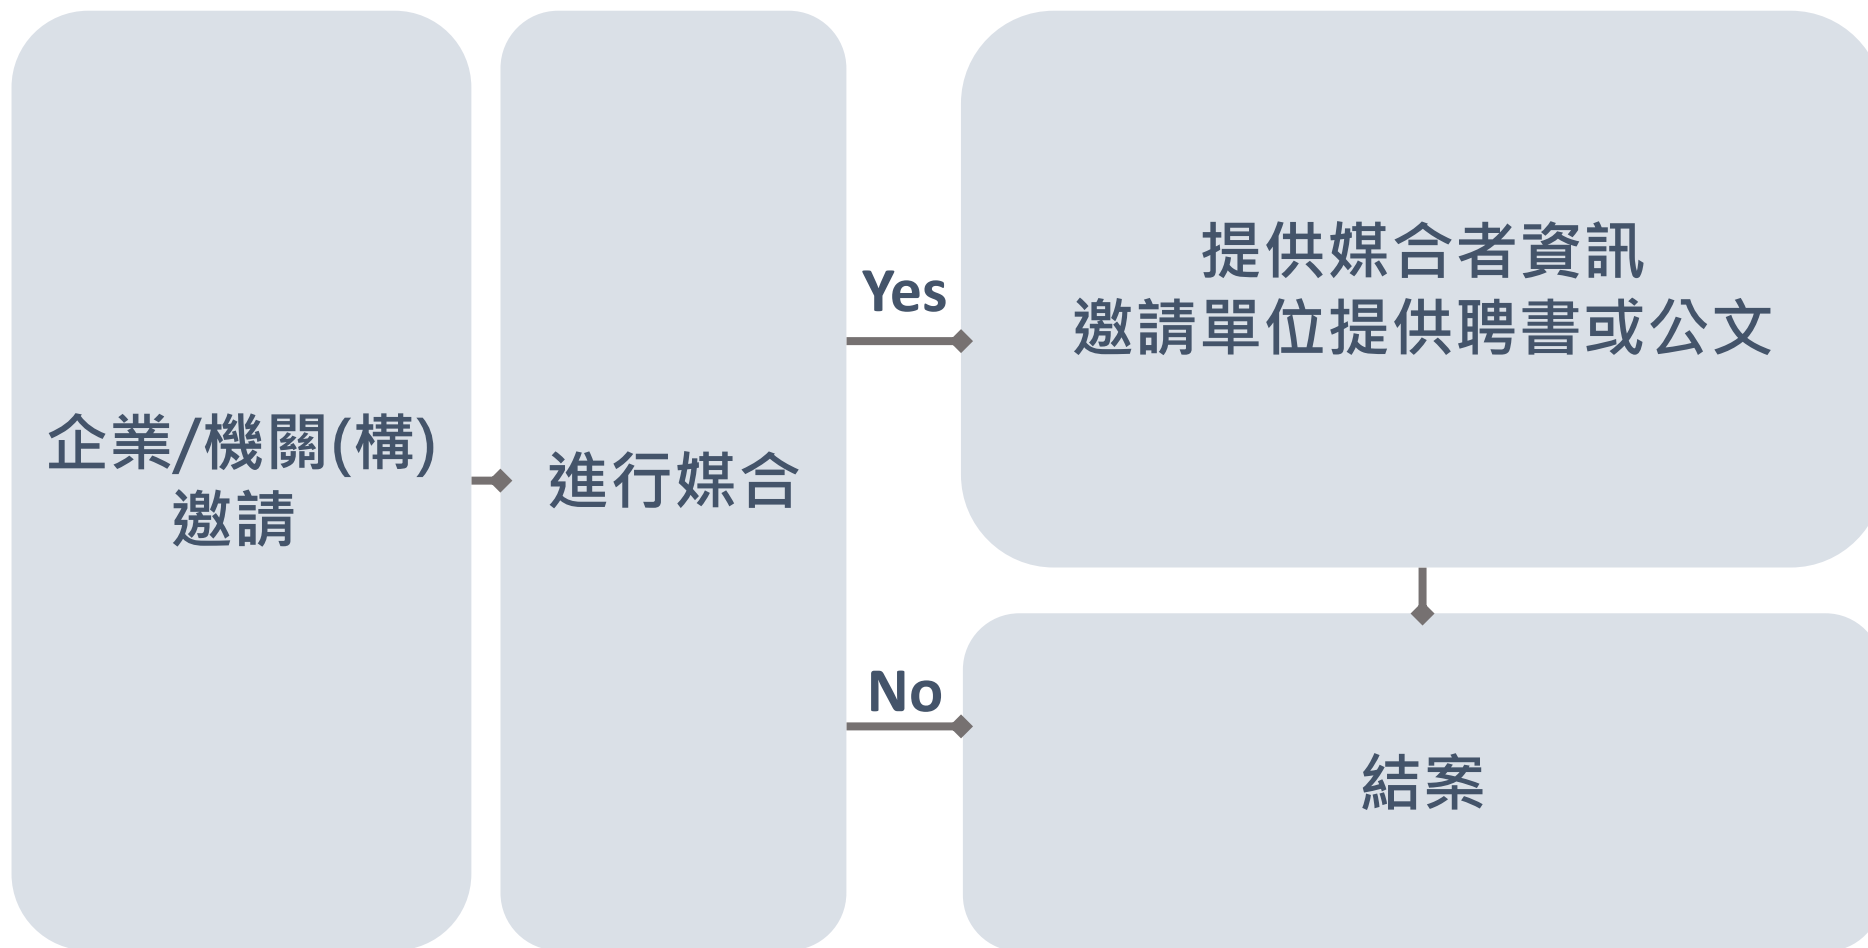 企業/機關(構)
邀請
進行媒合
Yes
提供媒合者資訊
邀請單位提供聘書或公文
No
結案